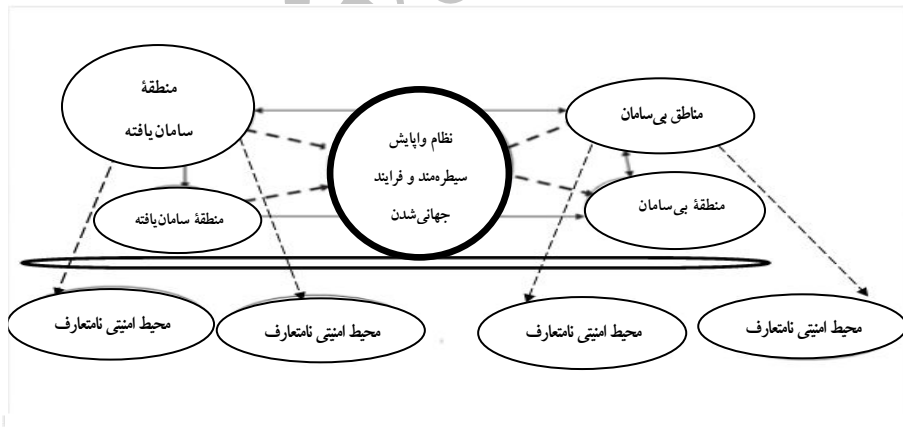 مناطق بی‌سامان
منطقهٔ بی‌سامان
نظام واپایش
سیطره‌مند و فرایند
جهانی‌شدن
منطقهٔ
سامان‌یافته
منطقهٔ سامان‌یافته
محیط امنیتی نامتعارف
محیط امنیتی نامتعارف
محیط امنیتی نامتعارف
محیط امنیتی نامتعارف